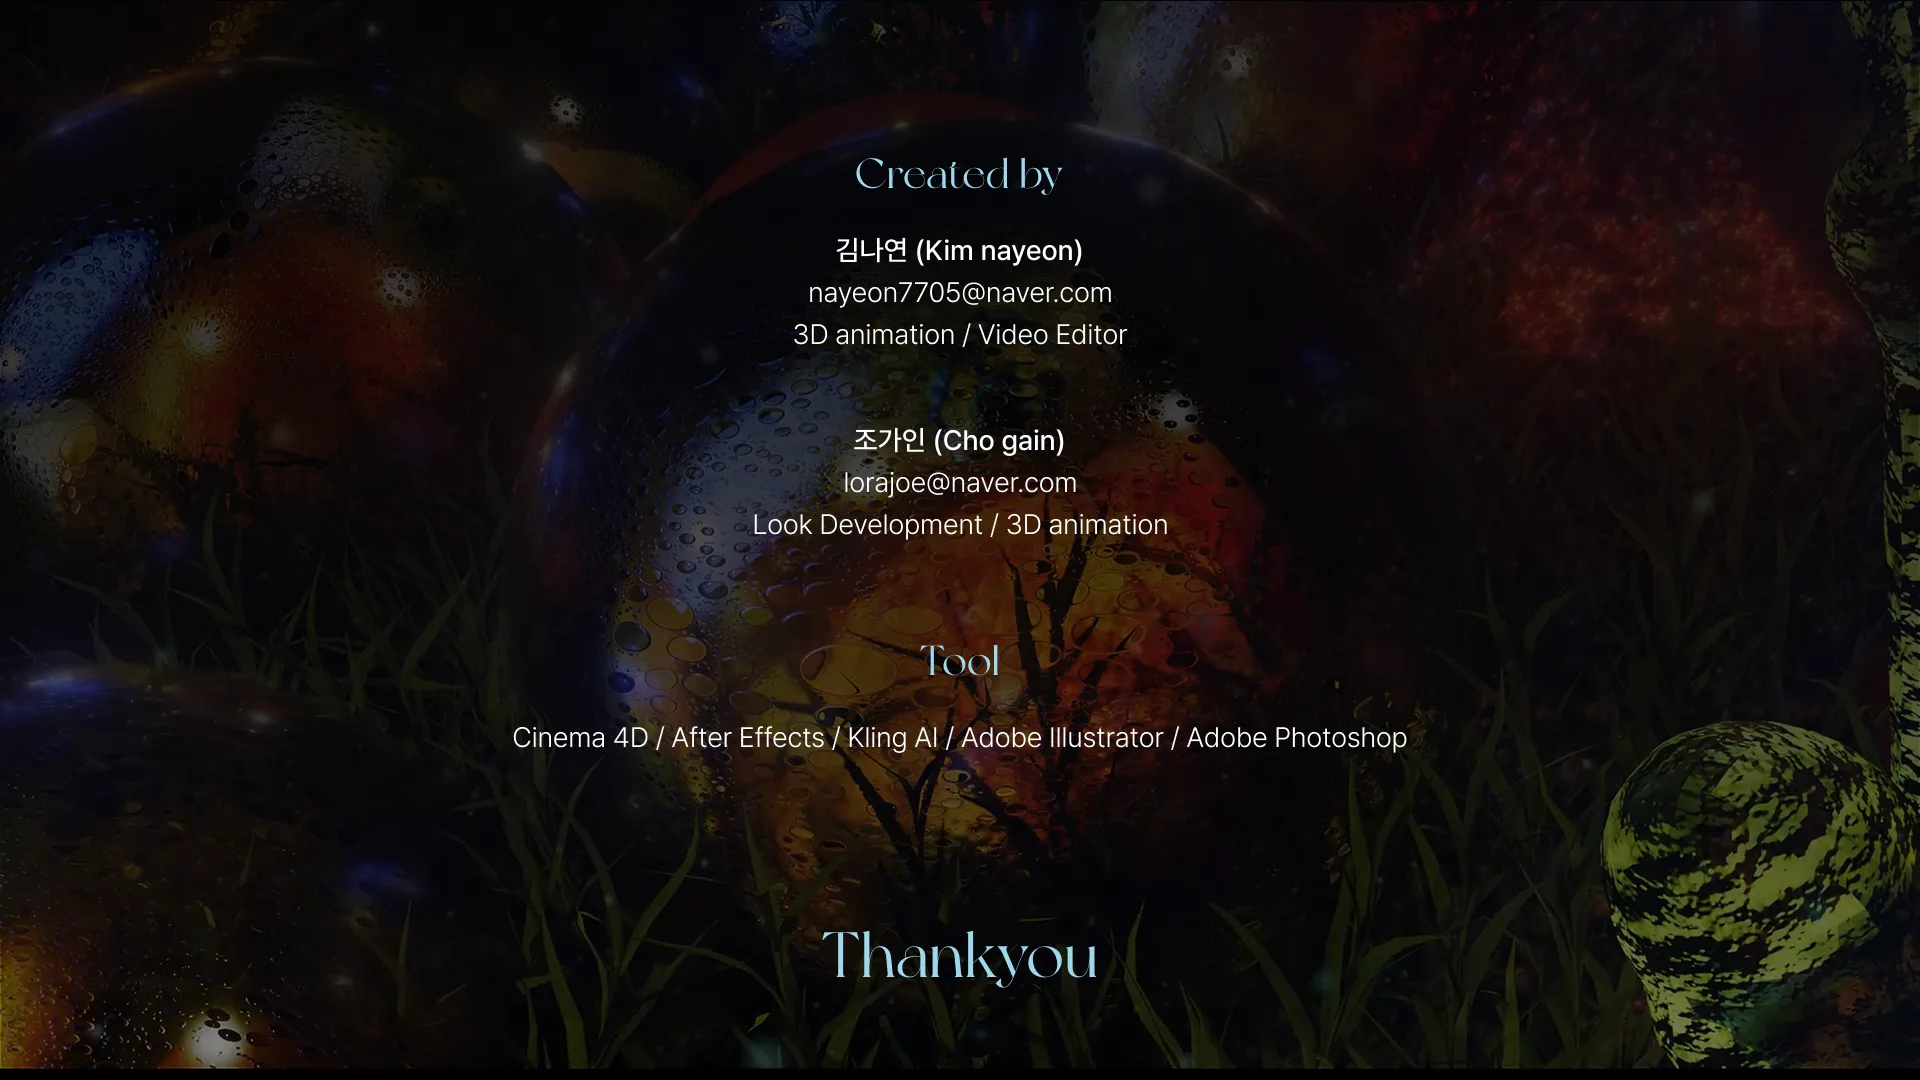 Created by
김나연 (Kim nayeon)
nayeon7705@naver.com
3D animation / Video Editor
조가인 (Cho gain)
lorajoe@naver.com
Look Development / 3D animation
Tool
Cinema 4D / After Effects / Kling AI / Adobe Illustrator / Adobe Photoshop
Thankyou